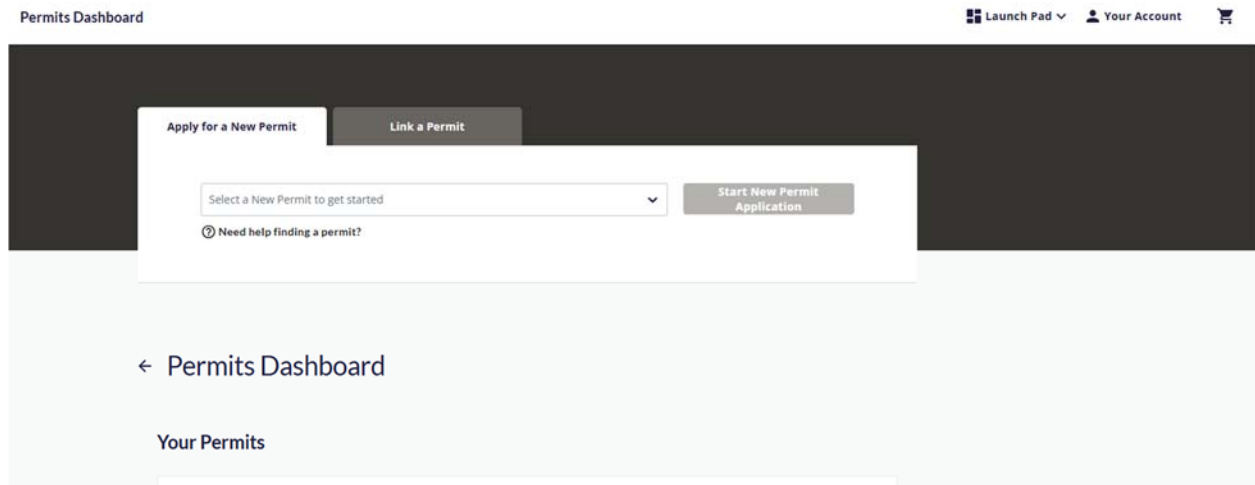 Permits Dashboard
Launch Pad
Your Account
Apply for a New Permit
Link a Permit
Select a New Permit to get started
Start New Permit
Application
Need help finding a permit?
Permits Dashboard
Your Permits